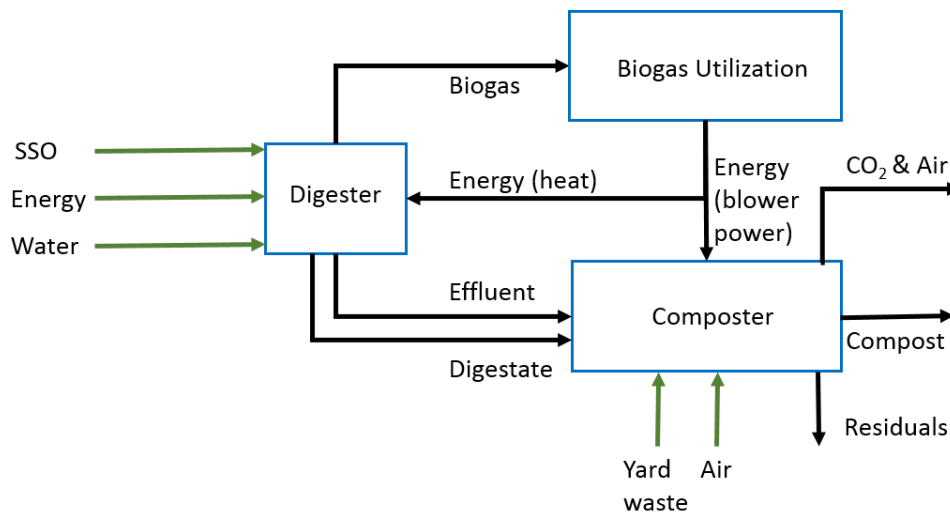 Biogas Utilization
Biogas
SSO
Energy
Water
Digester
Energy (heat)
Energy
(blower
power)
CO₂ & Air
Effluent
Digestate
Composter
Compost
Residuals
Yard
waste
Air